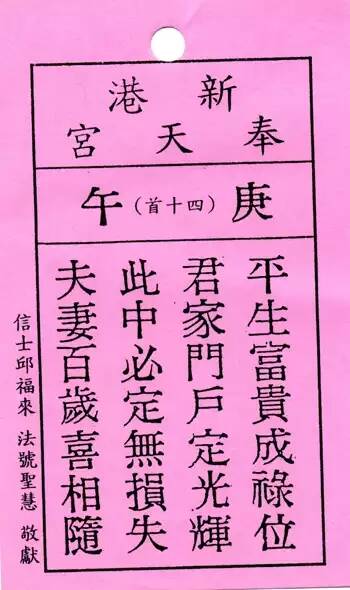 新港
奉天宮
庚（四十首）午
平生富貴成祿位
君家門戶定光輝
此中必定無損失
夫妻百歲喜相隨
信士邱福來 法號聖慧 敬獻